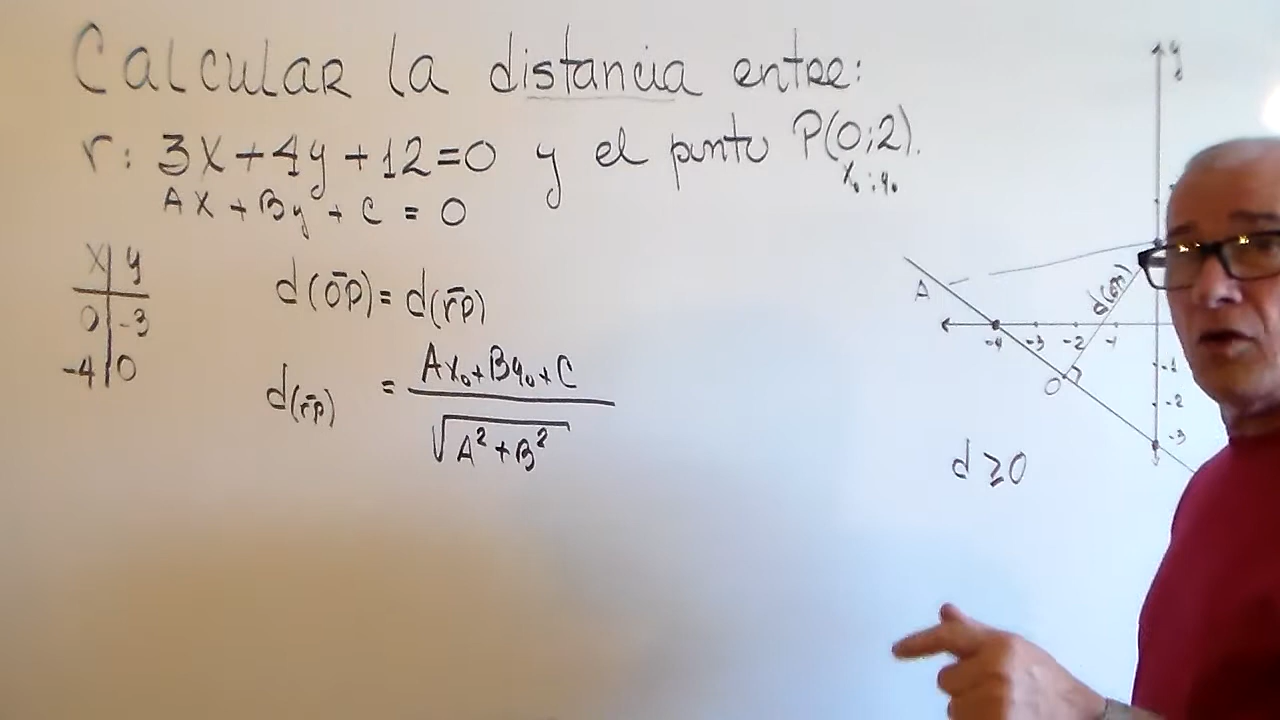 Calcular la distancia entre:
r: 3x+4y+12=0 y el punto P(0;2).
x₀;y₀
Ax + By + C = 0
x y
0 -3
-4 0
d(op)=d(rp)
d(rp) = Ax₀+By₀+C
√A²+B²
y
A
d(op)
-4 -3 -2 -1
O
-1
-2
-3
d ≥ 0